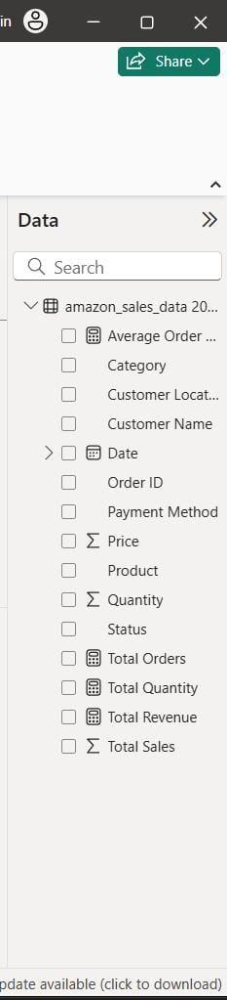 in
Share
Data
Search
amazon_sales_data 20...
Average Order ...
Category
Customer Locat...
Customer Name
Date
Order ID
Payment Method
Price
Product
Quantity
Status
Total Orders
Total Quantity
Total Revenue
Total Sales
pdate available (click to download)